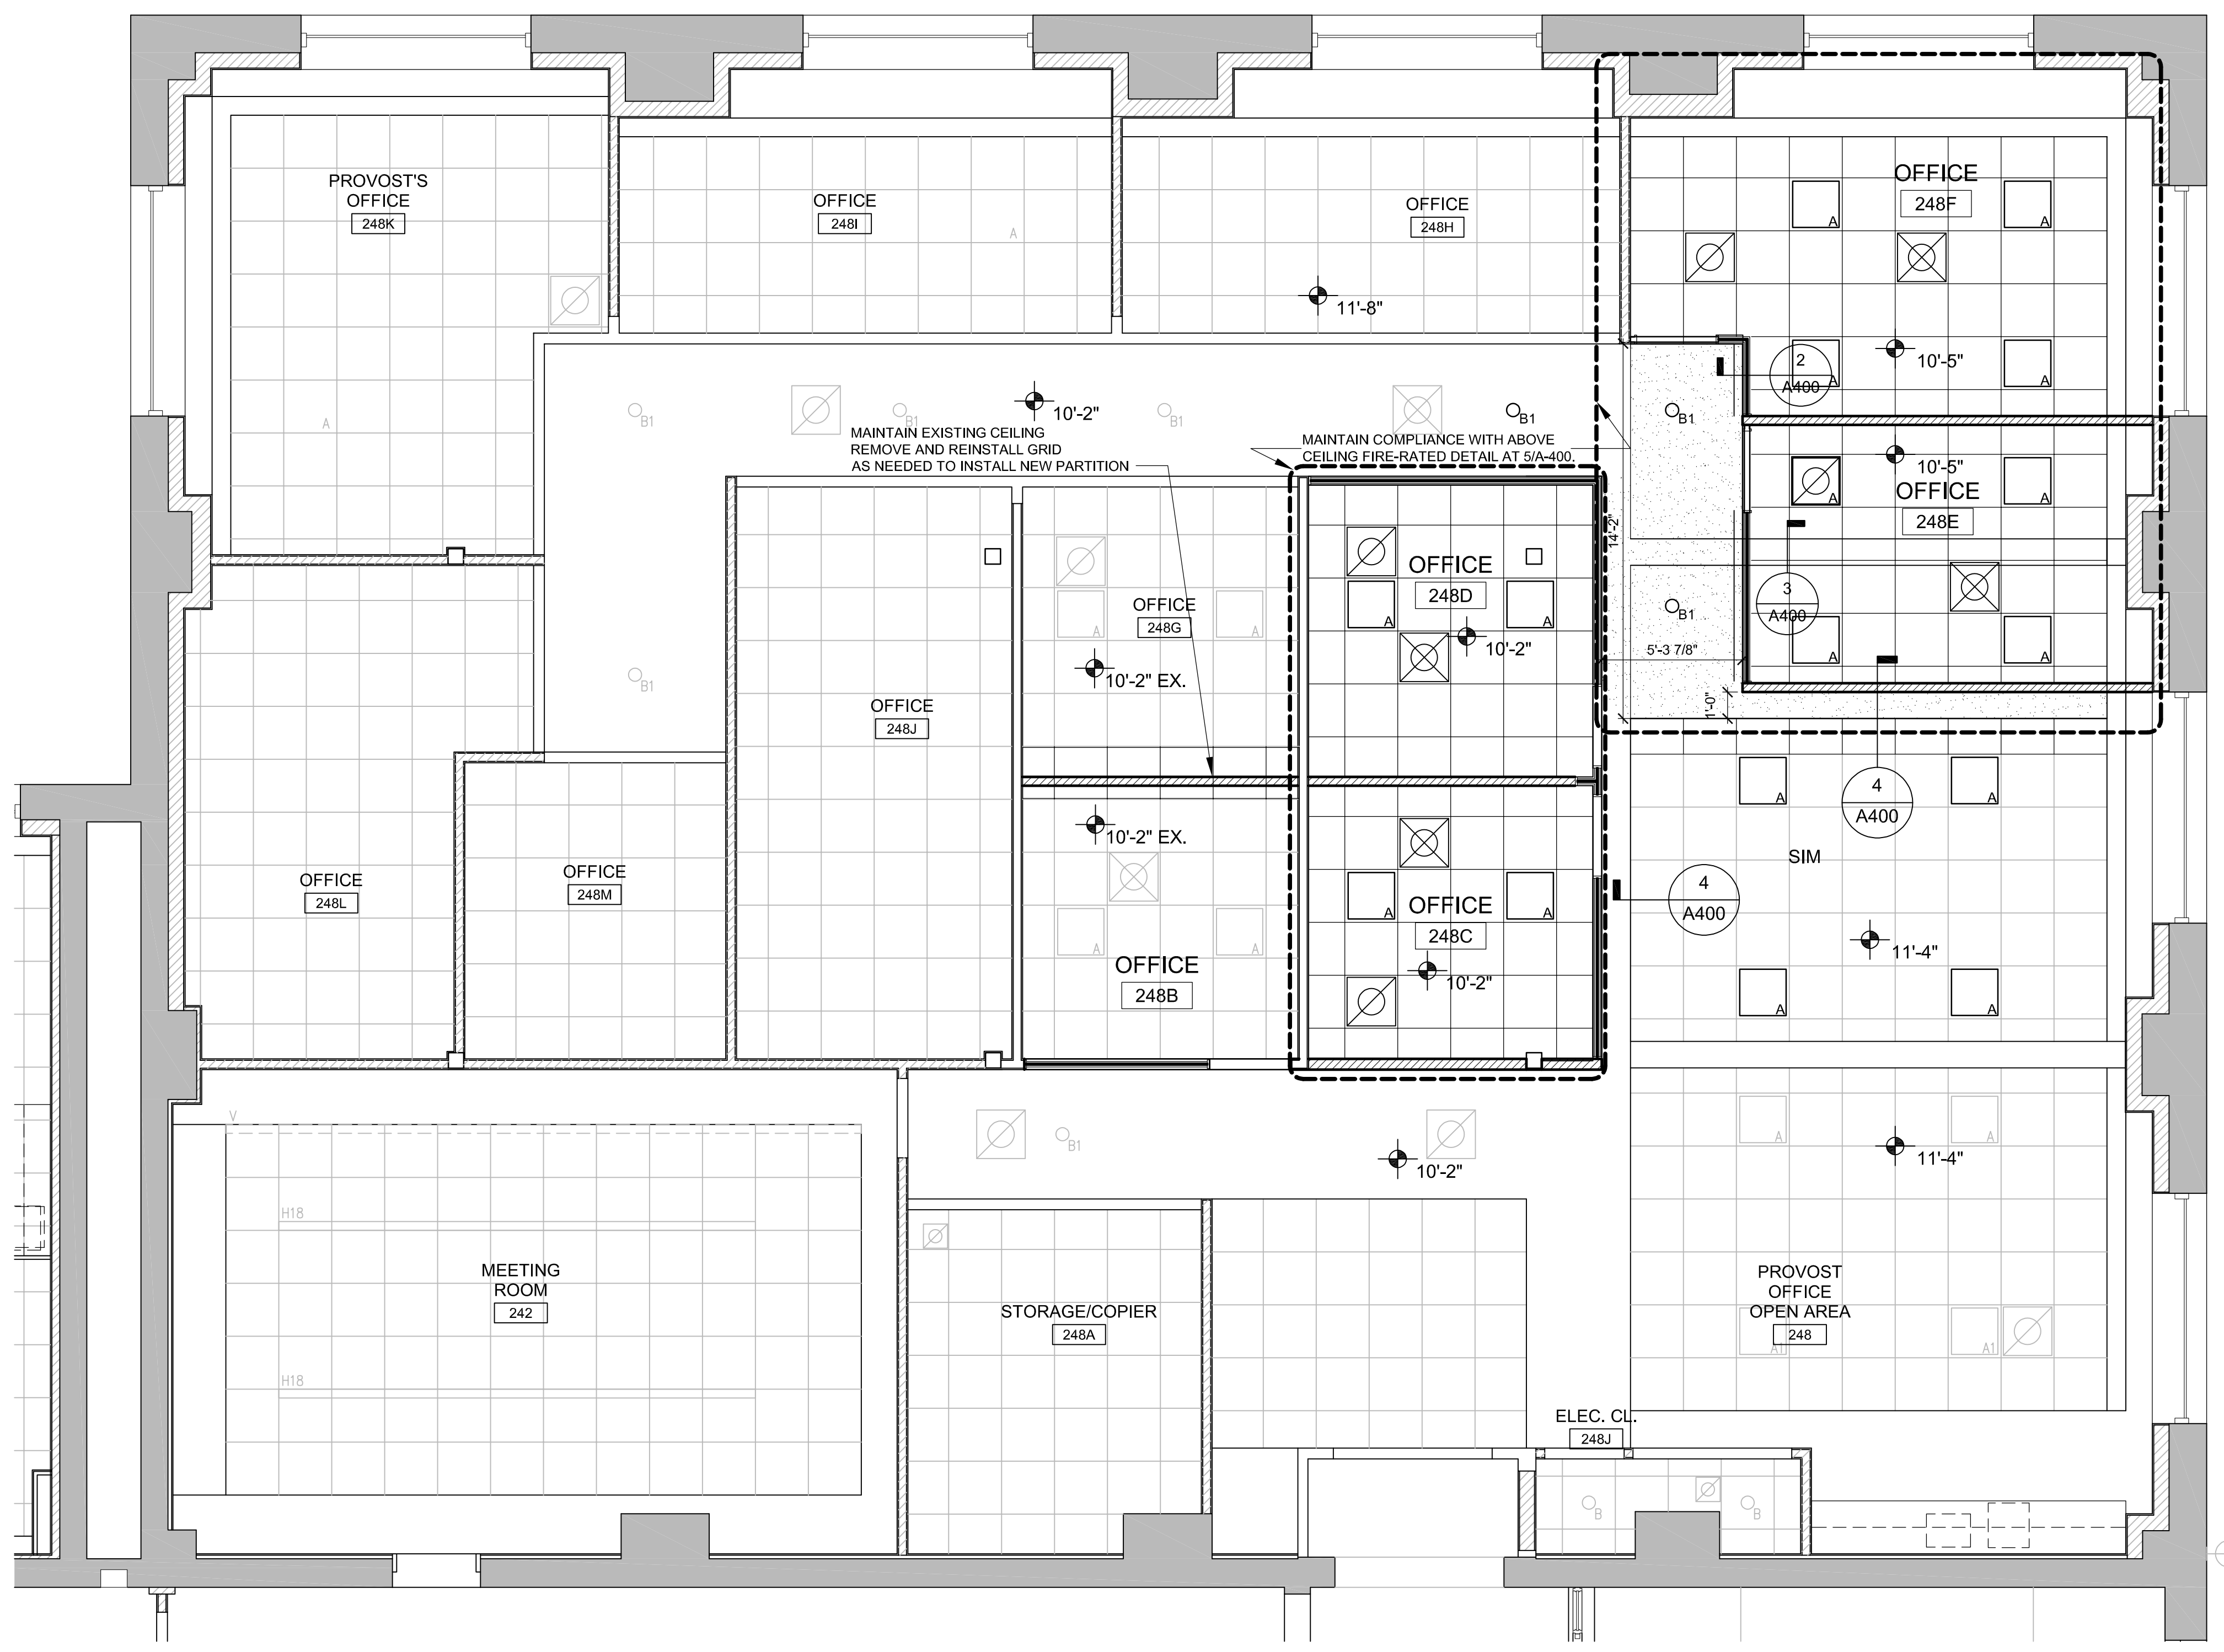 PROVOST'S
OFFICE
248K
OFFICE
248I
A
OFFICE
248H
11'-8"
OFFICE
248F
A
A
A
A
10'-5"
2
A400
A
10'-2"
B1
B1
B1
B1
B1
MAINTAIN EXISTING CEILING
REMOVE AND REINSTALL GRID
AS NEEDED TO INSTALL NEW PARTITION
MAINTAIN COMPLIANCE WITH ABOVE
CEILING FIRE-RATED DETAIL AT 5/A-400.
10'-5"
OFFICE
248E
A
A
A
A
14'-2"
3
A400
B1
5'-3 7/8"
1'-0"
OFFICE
248D
A
A
10'-2"
OFFICE
248G
A
A
10'-2" EX.
B1
OFFICE
248J
4
A400
A
A
SIM
4
A400
11'-4"
A
A
10'-2" EX.
A
A
OFFICE
248B
OFFICE
248C
A
A
10'-2"
OFFICE
248L
OFFICE
248M
V
H18
H18
MEETING
ROOM
242
B1
10'-2"
STORAGE/COPIER
248A
A
A
11'-4"
PROVOST
OFFICE
OPEN AREA
248
A1
A1
ELEC. CL.
248J
B
B